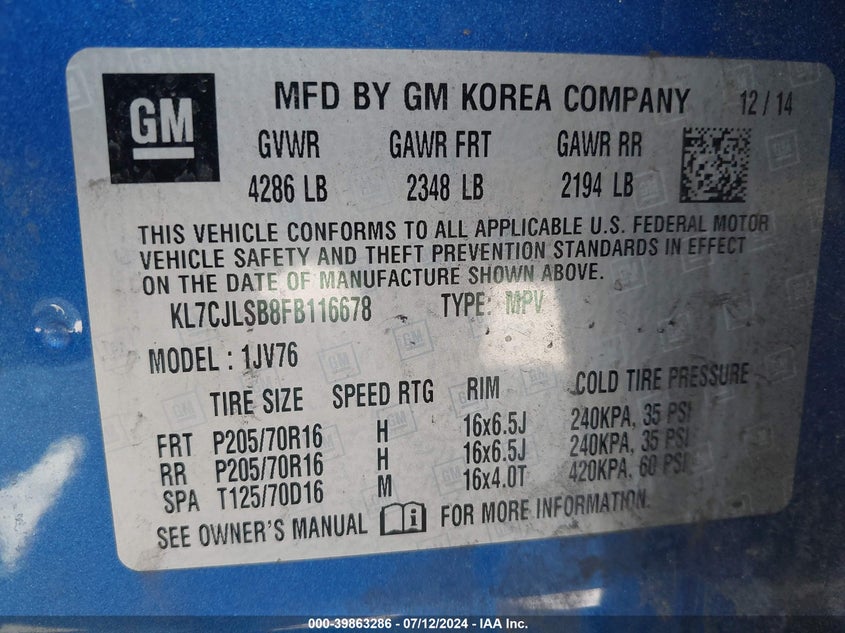 GM
MFD BY GM KOREA COMPANY 12/14
GVWR GAWR FRT GAWR RR
4286 LB 2348 LB 2194 LB
THIS VEHICLE CONFORMS TO ALL APPLICABLE U.S. FEDERAL MOTOR
VEHICLE SAFETY AND THEFT PREVENTION STANDARDS IN EFFECT
ON THE DATE OF MANUFACTURE SHOWN ABOVE.
KL7CJLSB8FB116678 TYPE: MPV
MODEL : 1JV76
TIRE SIZE SPEED RTG RIM COLD TIRE PRESSURE
FRT P205/70R16 H 16x6.5J 240KPA, 35 PSI
RR P205/70R16 H 16x6.5J 240KPA, 35 PSI
SPA T125/70D16 M 16x4.0T 420KPA, 60 PSI
SEE OWNER'S MANUAL i FOR MORE INFORMATION.
000-39863286 - 07/12/2024 - IAA Inc.